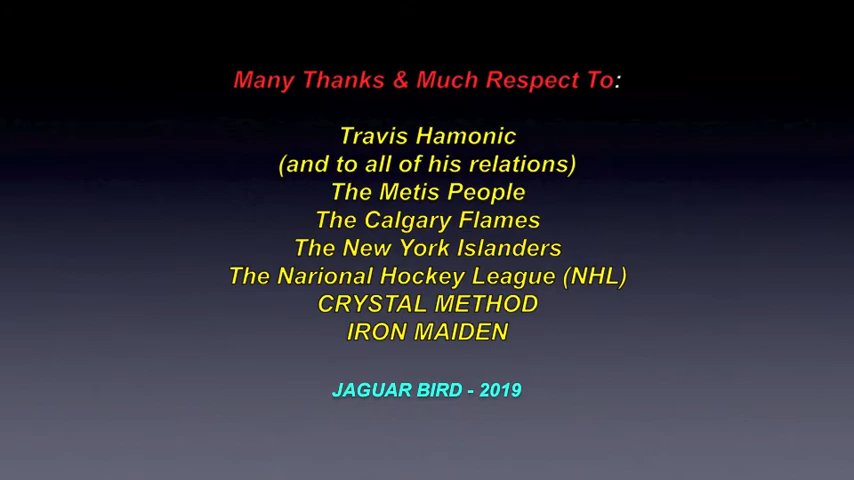 Many Thanks & Much Respect To:
Travis Hamonic
(and to all of his relations)
The Metis People
The Calgary Flames
The New York Islanders
The Narional Hockey League (NHL)
CRYSTAL METHOD
IRON MAIDEN
JAGUAR BIRD - 2019